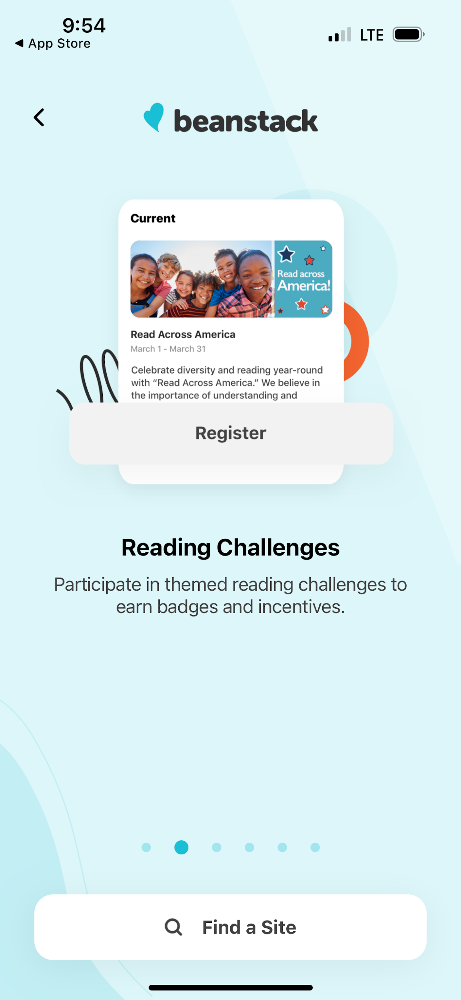 9:54
App Store
LTE
beanstack
Current
Read across
America!
Read Across America
March 1 - March 31
Celebrate diversity and reading year-round
with “Read Across America.” We believe in
the importance of understanding and
Register
Reading Challenges
Participate in themed reading challenges to
earn badges and incentives.
Find a Site